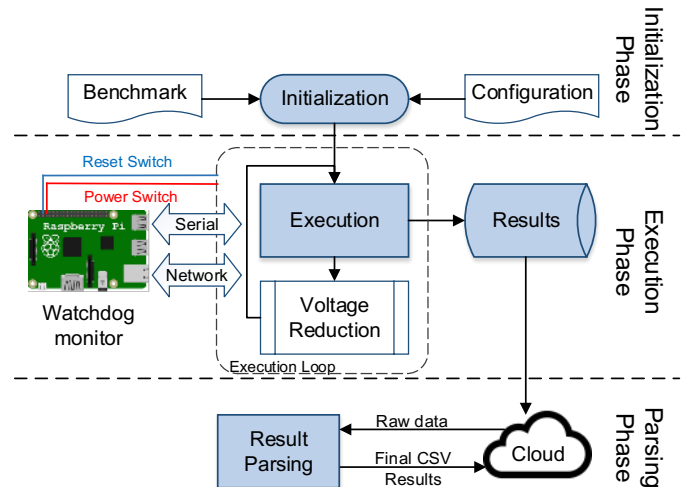 Benchmark
Initialization
Configuration
Initialization
Phase
Reset Switch
Power Switch
Raspberry Pi
Serial
Network
Watchdog
monitor
Execution
Results
Voltage
Reduction
Execution Loop
Execution
Phase
Raw data
Result
Parsing
Final CSV
Results
Cloud
Parsing
Phase